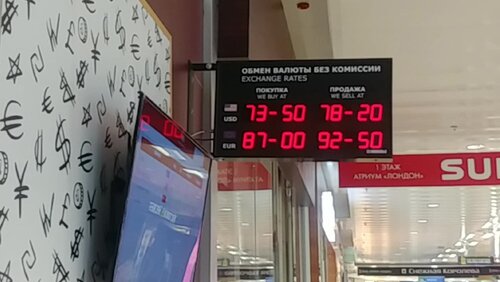 ОБМЕН ВАЛЮТЫ БЕЗ КОМИССИИ
EXCHANGE RATES
ПОКУПКА ПРОДАЖА
WE BUY AT WE SELL AT
USD 73-50 78-20
EUR 87-00 92-50
1 ЭТАЖ
АТРИУМ «ЛОНДОН»
SU
Снежная Королева